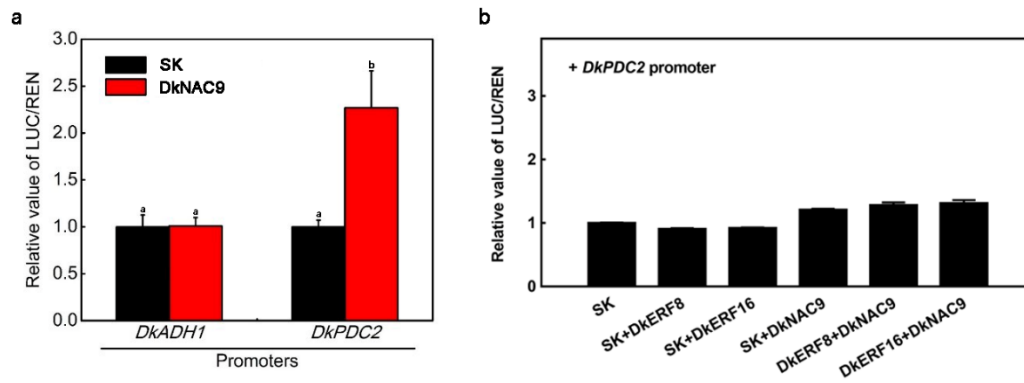 a
Relative value of LUC/REN
3.0
2.5
2.0
1.5
1.0
0.5
0.0
SK
DkNAC9
a
a
a
b
DkADH1
DkPDC2
Promoters
b
Relative value of LUC/REN
3
2
1
0
+ DkPDC2 promoter
SK
SK+DkERF8
SK+DkERF16
SK+DkNAC9
DkERF8+DkNAC9
DkERF16+DkNAC9